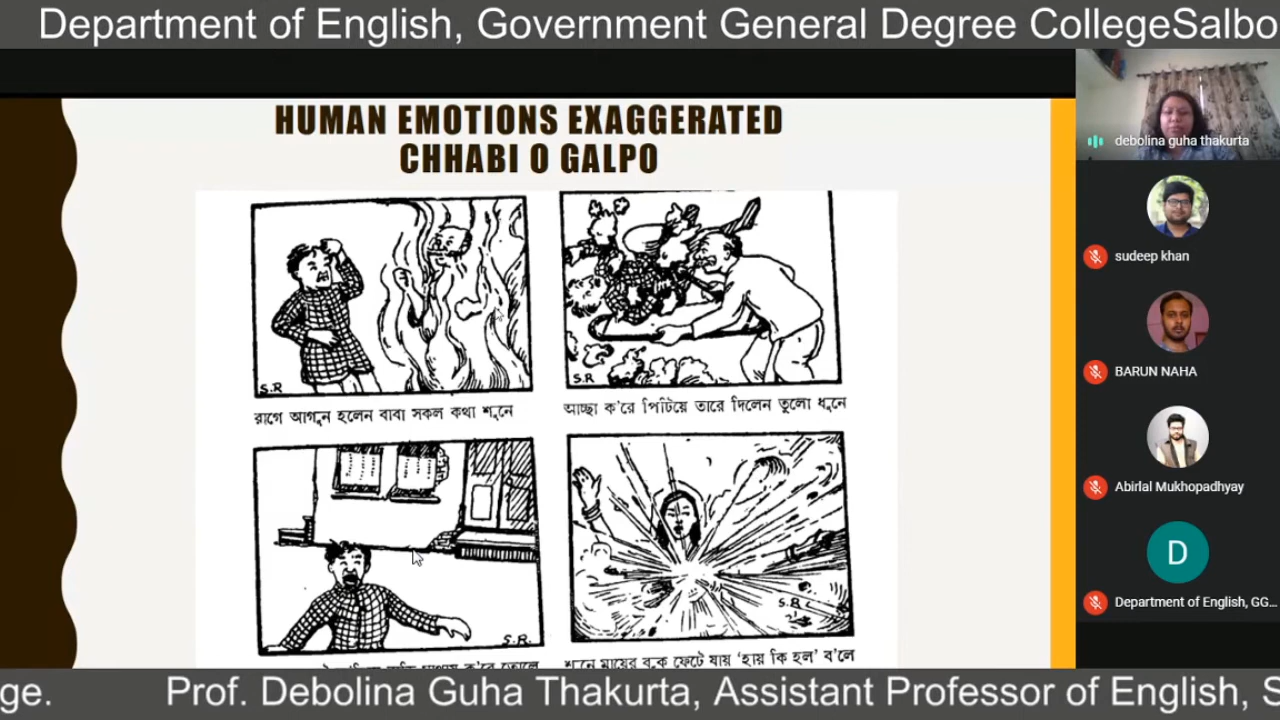 Department of English, Government General Degree CollegeSalbo
HUMAN EMOTIONS EXAGGERATED
CHHABI O GALPO
S.R
রাগে আগুন হলেন বাবা সকল কথা শুনে
S.R
আচ্ছা ক'রে পিটিয়ে তারে দিলেন তুলো ধুনে
S.R.
S.R.
শুনে মায়ের বুক ফেটে যায় 'হায় কি হল' ব'লে
debolina guha thakurta
sudeep khan
BARUN NAHA
Abirlal Mukhopadhyay
D
Department of English, GG...
ge. Prof. Debolina Guha Thakurta, Assistant Professor of English, S